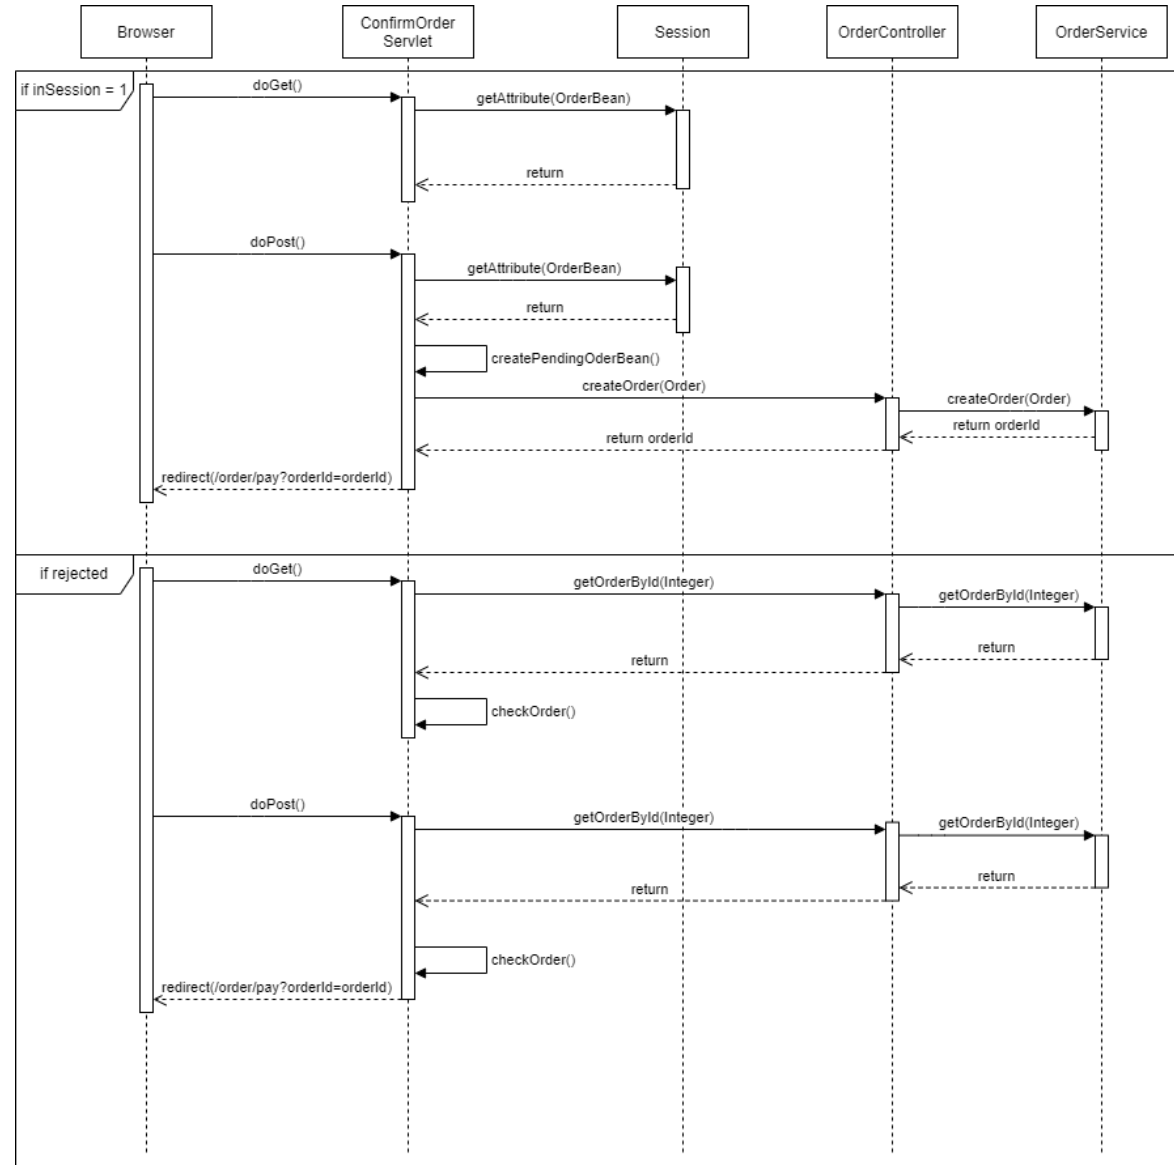 Browser
ConfirmOrder
Servlet
Session
OrderController
OrderService
if inSession = 1
doGet()
getAttribute(OrderBean)
return
doPost()
getAttribute(OrderBean)
return
createPendingOderBean()
createOrder(Order)
createOrder(Order)
return orderId
return orderId
redirect(/order/pay?orderId=orderId)
if rejected
doGet()
getOrderById(Integer)
getOrderById(Integer)
return
return
checkOrder()
doPost()
getOrderById(Integer)
getOrderById(Integer)
return
return
checkOrder()
redirect(/order/pay?orderId=orderId)